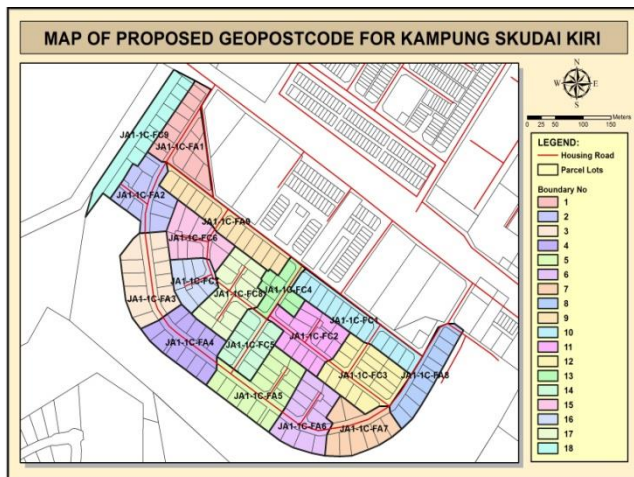 MAP OF PROPOSED GEOPOSTCODE FOR KAMPUNG SKUDAI KIRI
N
W E
S
0 25 50 100 150 Meters
LEGEND:
Housing Road
Parcel Lots
Boundary No
1
2
3
4
5
6
7
8
9
10
11
12
13
14
15
16
17
18
JA1-1C-FC9
JA1-1C-FA1
JA1-1C-FA2
JA1-1C-FA9
JA1-1C-FC6
JA1-1C-FA3
JA1-1C-FC8
JA1-1C-FC4
JA1-1C-FC1
JA1-1C-FA4
JA1-1C-FC5
JA1-1C-FC2
JA1-1C-FC3
JA1-1C-FA8
JA1-1C-FA5
JA1-1C-FA6
JA1-1C-FA7